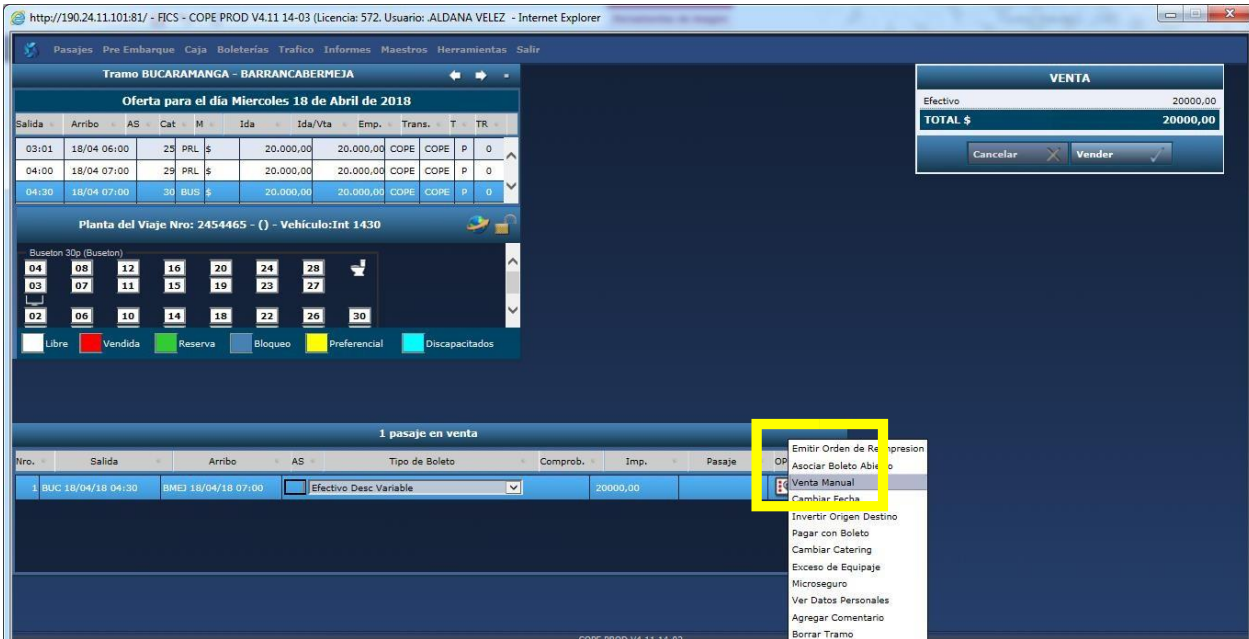 http://190.24.11.101:81/ - FICS - COPE PROD V4.11 14-03 (Licencia: 572. Usuario: .ALDANA VELEZ - Internet Explorer
Pasajes Pre Embarque Caja Boleterías Trafico Informes Maestros Herramientas Salir
Tramo BUCARAMANGA - BARRANCABERMEJA
Oferta para el día Miercoles 18 de Abril de 2018
Salida Arribo AS Cat M Ida Ida/Vta Emp. Trans. T TR
03:01 18/04 06:00 25 PRL $ 20.000,00 20.000,00 COPE COPE P 0
04:00 18/04 07:00 29 PRL $ 20.000,00 20.000,00 COPE COPE P 0
04:30 18/04 07:00 30 BUS $ 20.000,00 20.000,00 COPE COPE P 0
Planta del Viaje Nro: 2454465 - () - Vehículo:Int 1430
Buseton 30p (Buseton)
04 08 12 16 20 24 28
03 07 11 15 19 23 27
02 06 10 14 18 22 26 30
Libre Vendida Reserva Bloqueo Preferencial Discapacitados
VENTA
Efectivo 20000,00
TOTAL $ 20000,00
Cancelar Vender
1 pasaje en venta
Nro. Salida Arribo AS Tipo de Boleto Comprob. Imp. Pasaje OP
1 BUC 18/04/18 04:30 BMEJ 18/04/18 07:00 Efectivo Desc Variable 20000,00
Emitir Orden de Reimpresion
Asociar Boleto Abierto
Venta Manual
Cambiar Fecha
Invertir Origen Destino
Pagar con Boleto
Cambiar Catering
Exceso de Equipaje
Microseguro
Ver Datos Personales
Agregar Comentario
Borrar Tramo
COPE PROD V4.11 14-03